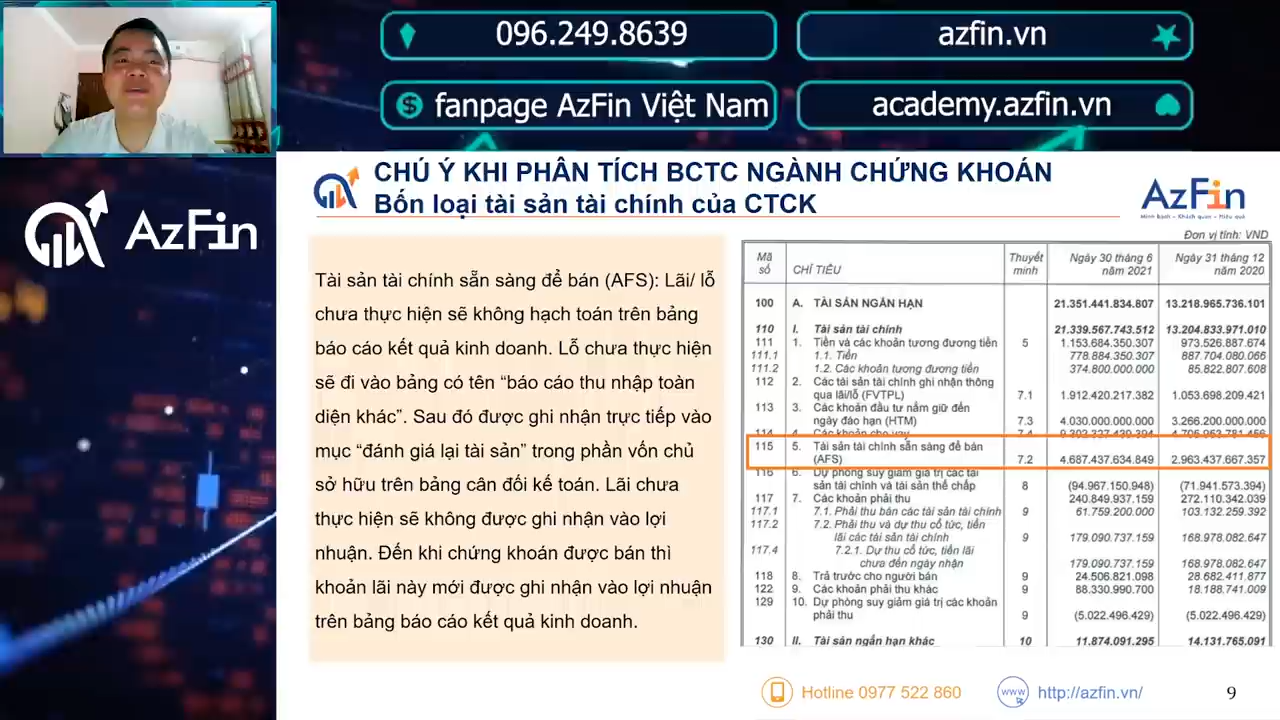 096.249.8639
azfin.vn
fanpage AzFin Việt Nam
academy.azfin.vn
AzFin
CHÚ Ý KHI PHÂN TÍCH BCTC NGÀNH CHỨNG KHOÁN
Bốn loại tài sản tài chính của CTCK
AzFin
Minh bạch - Khách quan - Hiệu quả
Tài sản tài chính sẵn sàng để bán (AFS): Lãi/ lỗ
chưa thực hiện sẽ không hạch toán trên bảng
báo cáo kết quả kinh doanh. Lỗ chưa thực hiện
sẽ đi vào bảng có tên “báo cáo thu nhập toàn
diện khác”. Sau đó được ghi nhận trực tiếp vào
mục “đánh giá lại tài sản” trong phần vốn chủ
sở hữu trên bảng cân đối kế toán. Lãi chưa
thực hiện sẽ không được ghi nhận vào lợi
nhuận. Đến khi chứng khoán được bán thì
khoản lãi này mới được ghi nhận vào lợi nhuận
trên bảng báo cáo kết quả kinh doanh.
Đơn vị tính: VND
Mã số CHỈ TIÊU Thuyết minh Ngày 30 tháng 6 năm 2021 Ngày 31 tháng 12 năm 2020
100 A. TÀI SẢN NGẮN HẠN 21.351.441.834.807 13.218.965.736.101
110 I. Tài sản tài chính 21.339.567.743.512 13.204.833.971.010
111 1. Tiền và các khoản tương đương tiền 5 1.153.684.350.307 973.526.887.674
111.1 1.1. Tiền 778.884.350.307 887.704.080.066
111.2 1.2. Các khoản tương đương tiền 374.800.000.000 85.822.807.608
112 2. Các tài sản tài chính ghi nhận thông
qua lãi/lỗ (FVTPL) 7.1 1.912.420.217.382 1.053.698.209.421
113 3. Các khoản đầu tư nắm giữ đến
ngày đáo hạn (HTM) 7.3 4.030.000.000.000 3.266.200.000.000
114 4. Các khoản cho vay 7.4
115 5. Tài sản tài chính sẵn sàng để bán
(AFS) 7.2 4.687.437.634.849 2.963.437.667.357
116 6. Dự phòng suy giảm giá trị các tài
sản tài chính và tài sản thế chấp 8 (94.967.150.948) (71.941.573.394)
117 7. Các khoản phải thu 240.849.937.159 272.110.342.039
117.1 7.1. Phải thu bán các tài sản tài chính 9 61.759.200.000 103.132.259.392
117.2 7.2. Phải thu và dự thu cổ tức, tiền
lãi các tài sản tài chính 9 179.090.737.159 168.978.082.647
117.4 7.2.1. Dự thu cổ tức, tiền lãi
chưa đến ngày nhận 179.090.737.159 168.978.082.647
118 8. Trả trước cho người bán 9 24.506.821.098 28.682.411.877
122 9. Các khoản phải thu khác 9 88.330.990.700 18.188.741.009
129 10. Dự phòng suy giảm giá trị các khoản
phải thu 9 (5.022.496.429) (5.022.496.429)
130 II. Tài sản ngắn hạn khác 10 11.874.091.295 14.131.765.091
Hotline 0977 522 860
www
http://azfin.vn/
9